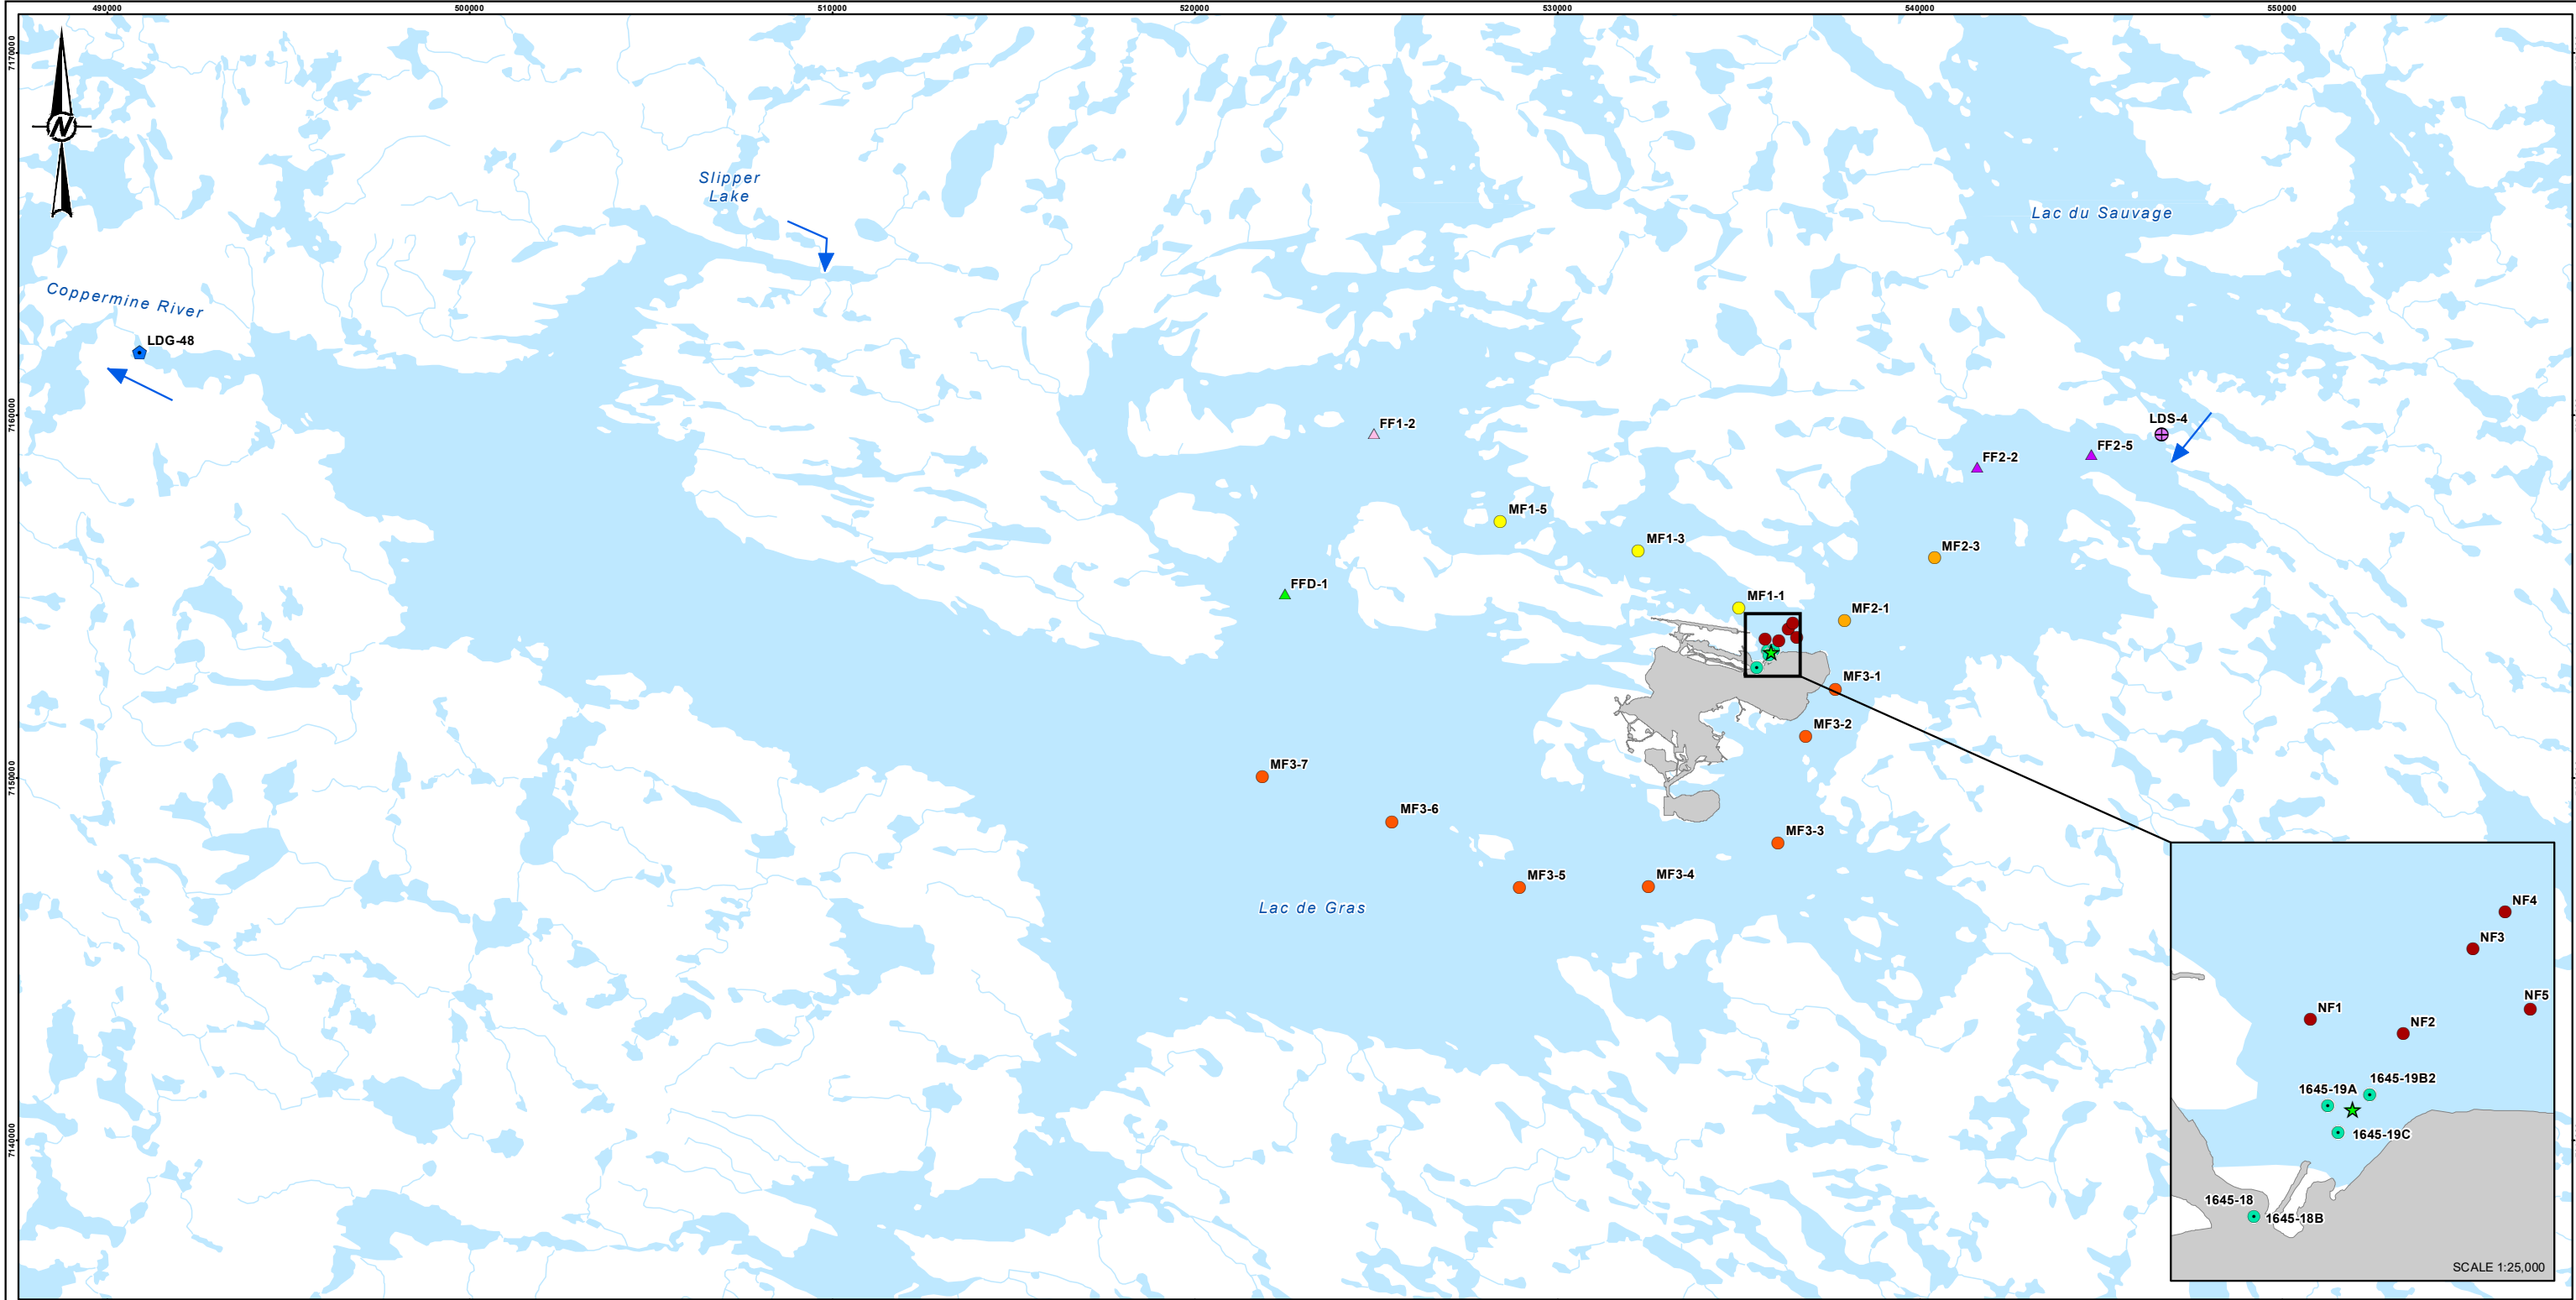 490000
500000
510000
520000
530000
540000
550000
7170000
7160000
7150000
7140000
N
Slipper
Lake
Lac du Sauvage
Coppermine River
LDG-48
FF1-2
LDS-4
FF2-5
FF2-2
MF1-5
MF1-3
MF2-3
FFD-1
MF1-1
MF2-1
MF3-1
MF3-2
MF3-7
MF3-6
MF3-3
MF3-5
MF3-4
Lac de Gras
NF4
NF3
NF5
NF1
NF2
1645-19B2
1645-19A
1645-19C
1645-18
1645-18B
SCALE 1:25,000